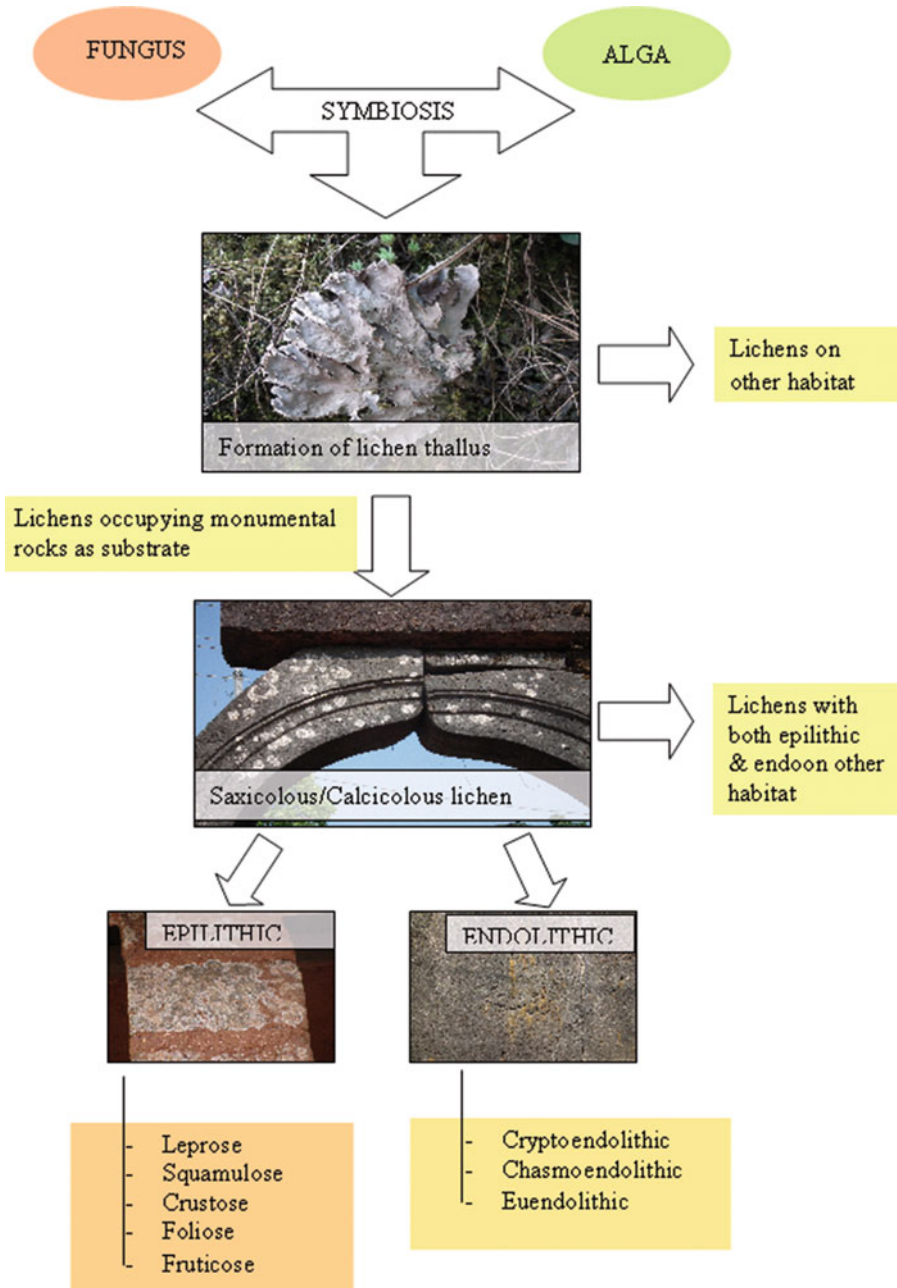 FUNGUS
ALGA
SYMBIOSIS
Formation of lichen thallus
Lichens on
other habitat
Lichens occupying monumental
rocks as substrate
Saxicolous/Calcicolous lichen
Lichens with
both epilithic
& endoon other
habitat
EPILITHIC
ENDOLITHIC
- Leprose
- Squamulose
- Crustose
- Foliose
- Fruticose
- Cryptoendolithic
- Chasmoendolithic
- Euendolithic